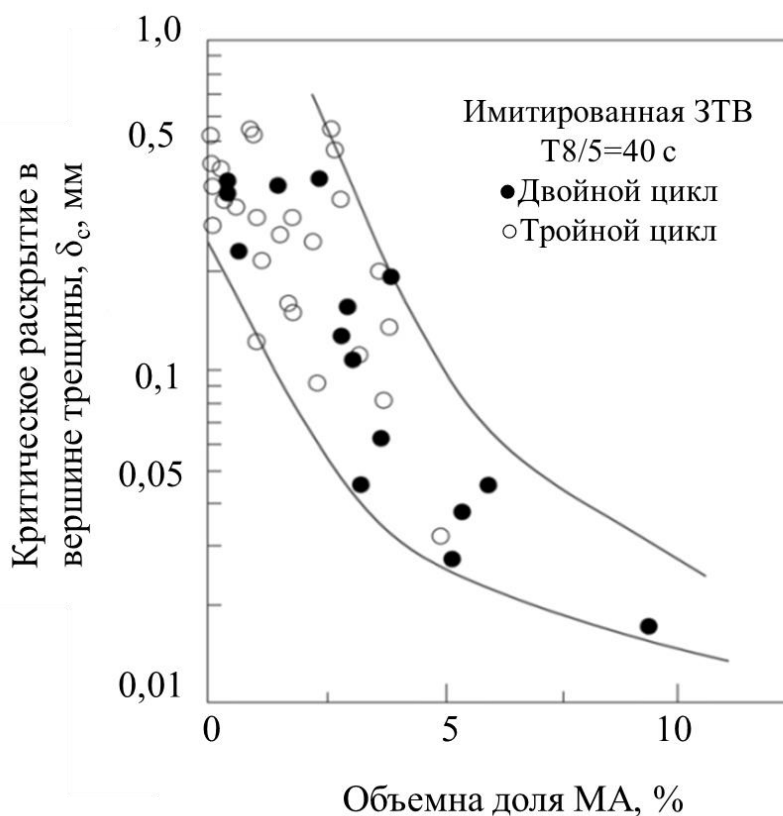 1,0
0,5
0,1
0,05
0,01
Критическое раскрытие в
вершине трещины, δc, мм
Имитированная ЗТВ
Т8/5=40 с
●Двойной цикл
○Тройной цикл
0
5
10
Объемна доля МА, %